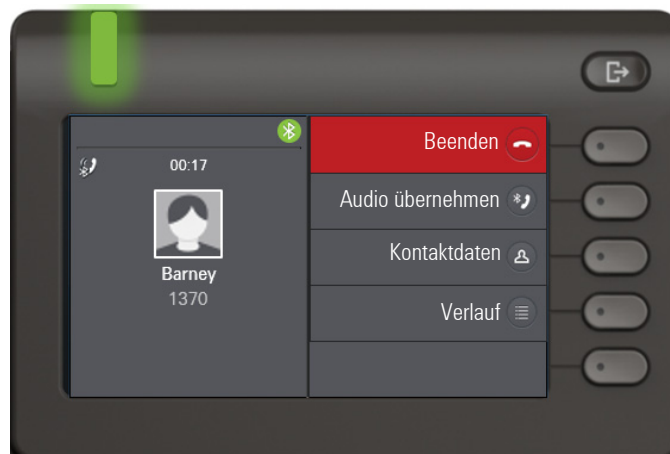 00:17
Barney
1370
Beenden
Audio übernehmen
Kontaktdaten
Verlauf